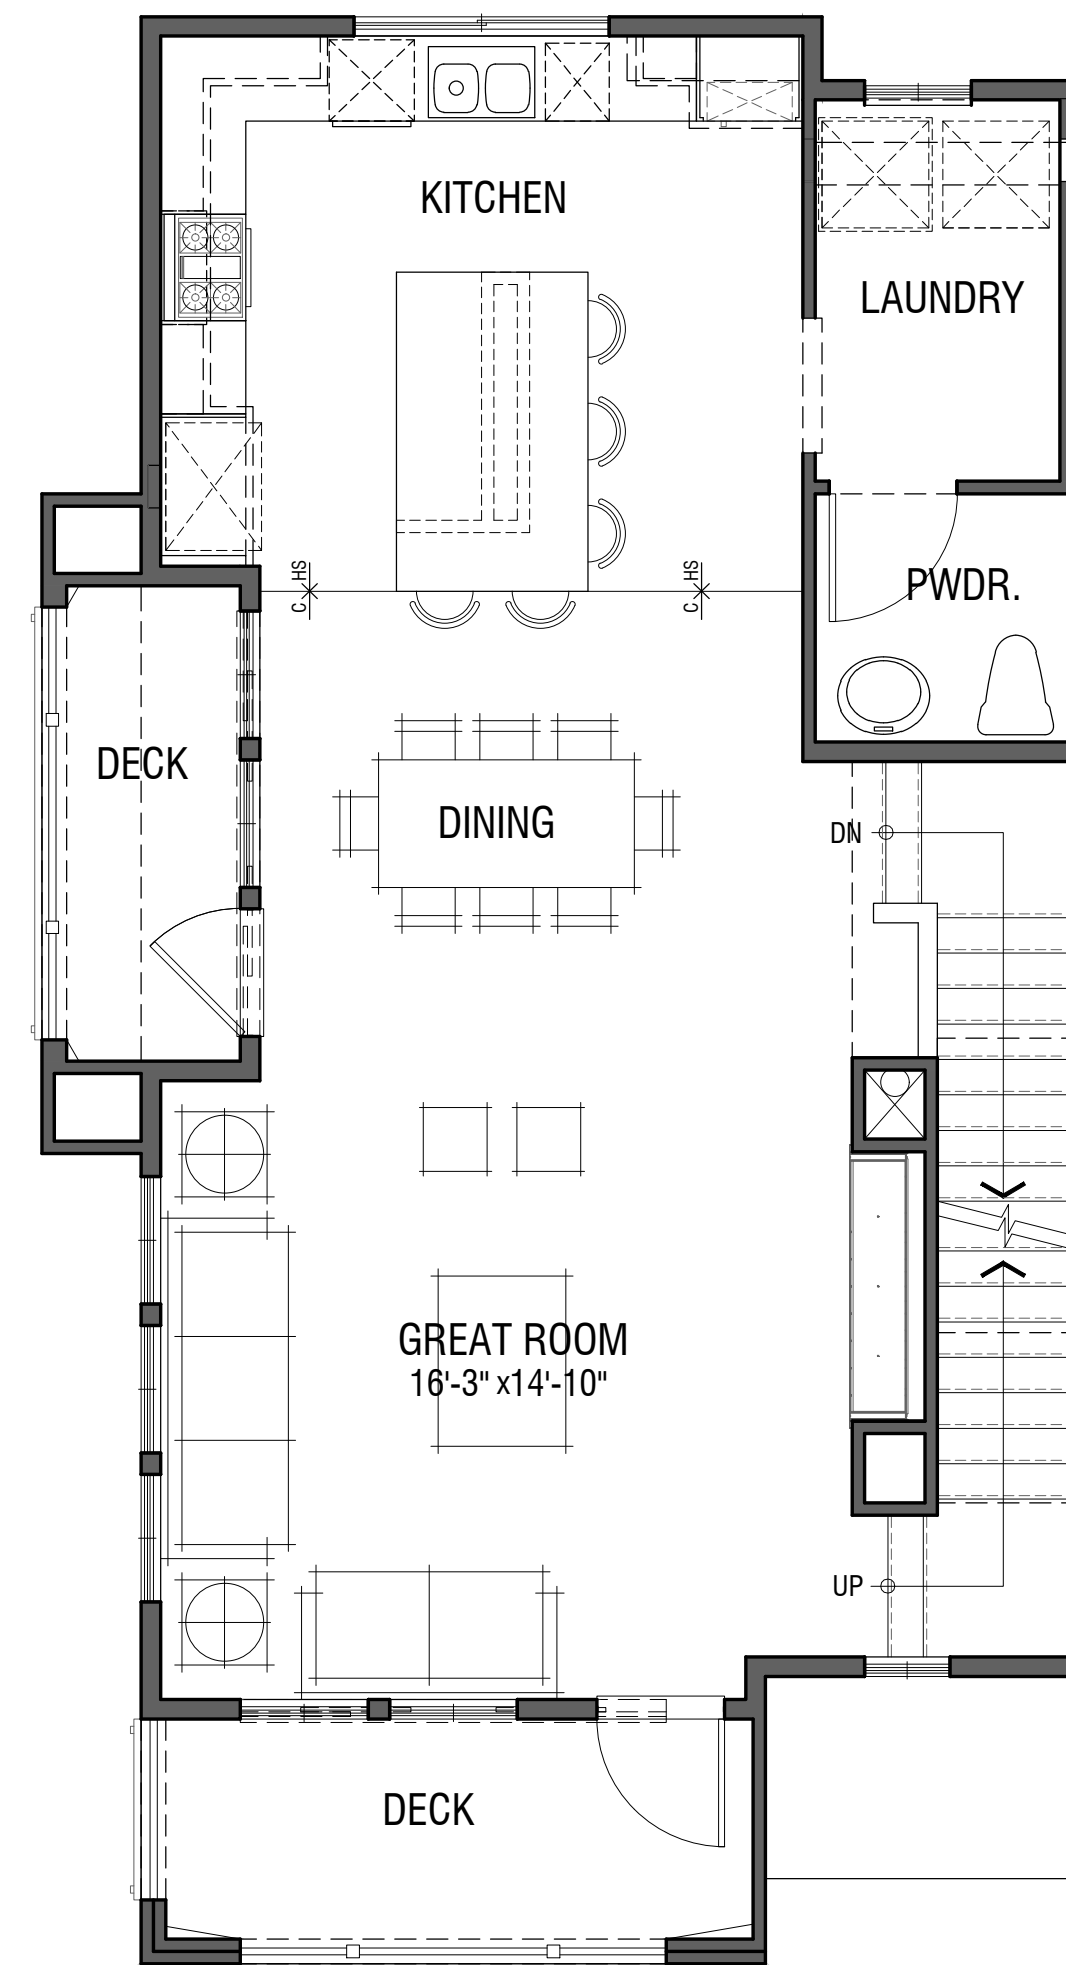 KITCHEN
LAUNDRY
HS
C
HS
C
PWDR.
DECK
DINING
DN
GREAT ROOM
16'-3" x14'-10"
UP
DECK